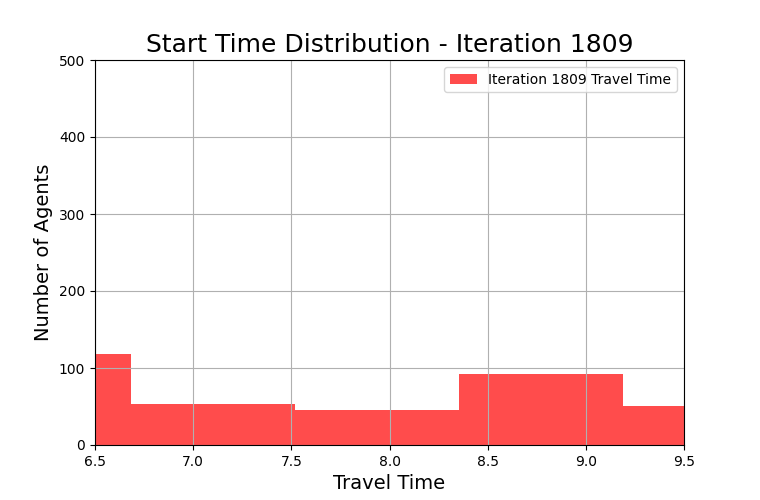 Start Time Distribution - Iteration 1809
Iteration 1809 Travel Time
Number of Agents
500
400
300
200
100
0
6.5 7.0 7.5 8.0 8.5 9.0 9.5
Travel Time